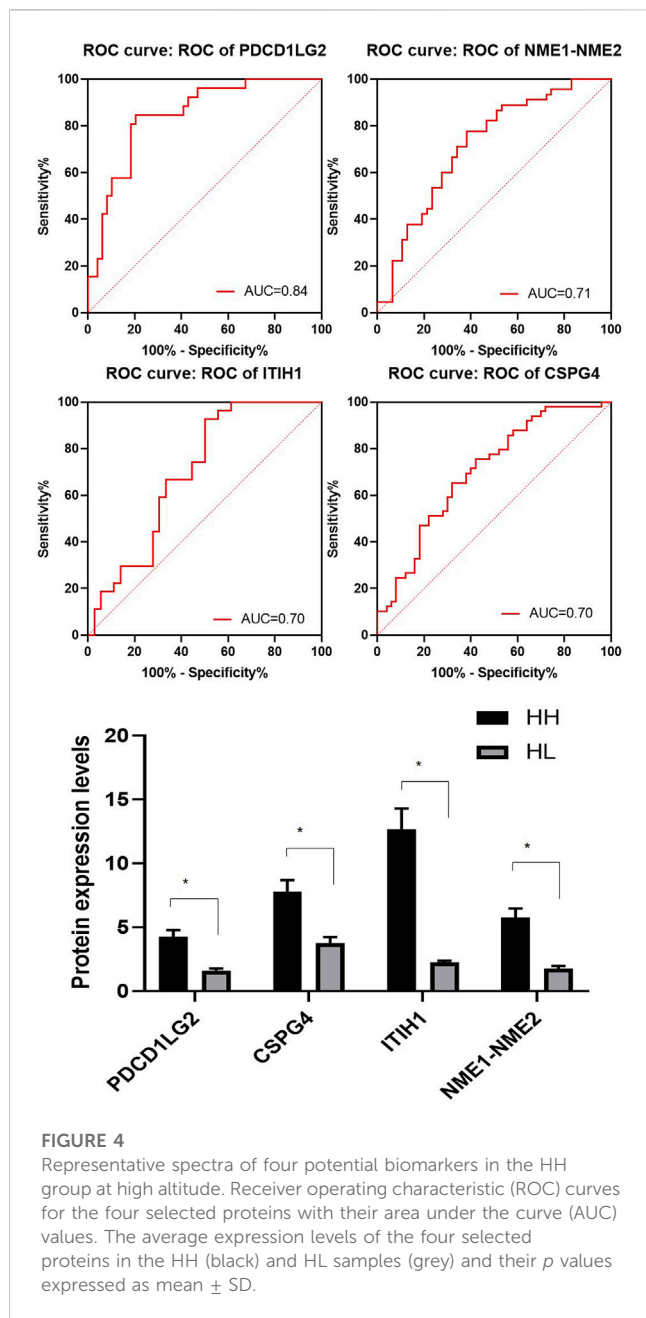 ROC curve: ROC of PDCD1LG2
ROC curve: ROC of NME1-NME2
100
80
60
40
20
0
Sensitivity%
AUC=0.84
0 20 40 60 80 100
100% - Specificity%
100
80
60
40
20
0
Sensitivity%
AUC=0.71
0 20 40 60 80 100
100% - Specificity%
ROC curve: ROC of ITIH1
ROC curve: ROC of CSPG4
100
80
60
40
20
0
Sensitivity%
AUC=0.70
0 20 40 60 80 100
100% - Specificity%
100
80
60
40
20
0
Sensitivity%
AUC=0.70
0 20 40 60 80 100
100% - Specificity%
Protein expression levels
20
15
10
5
0
HH
HL
*
*
*
*
PDCD1LG2
CSPG4
ITIH1
NME1-NME2
FIGURE 4
Representative spectra of four potential biomarkers in the HH
group at high altitude. Receiver operating characteristic (ROC) curves
for the four selected proteins with their area under the curve (AUC)
values. The average expression levels of the four selected
proteins in the HH (black) and HL samples (grey) and their p values
expressed as mean ± SD.